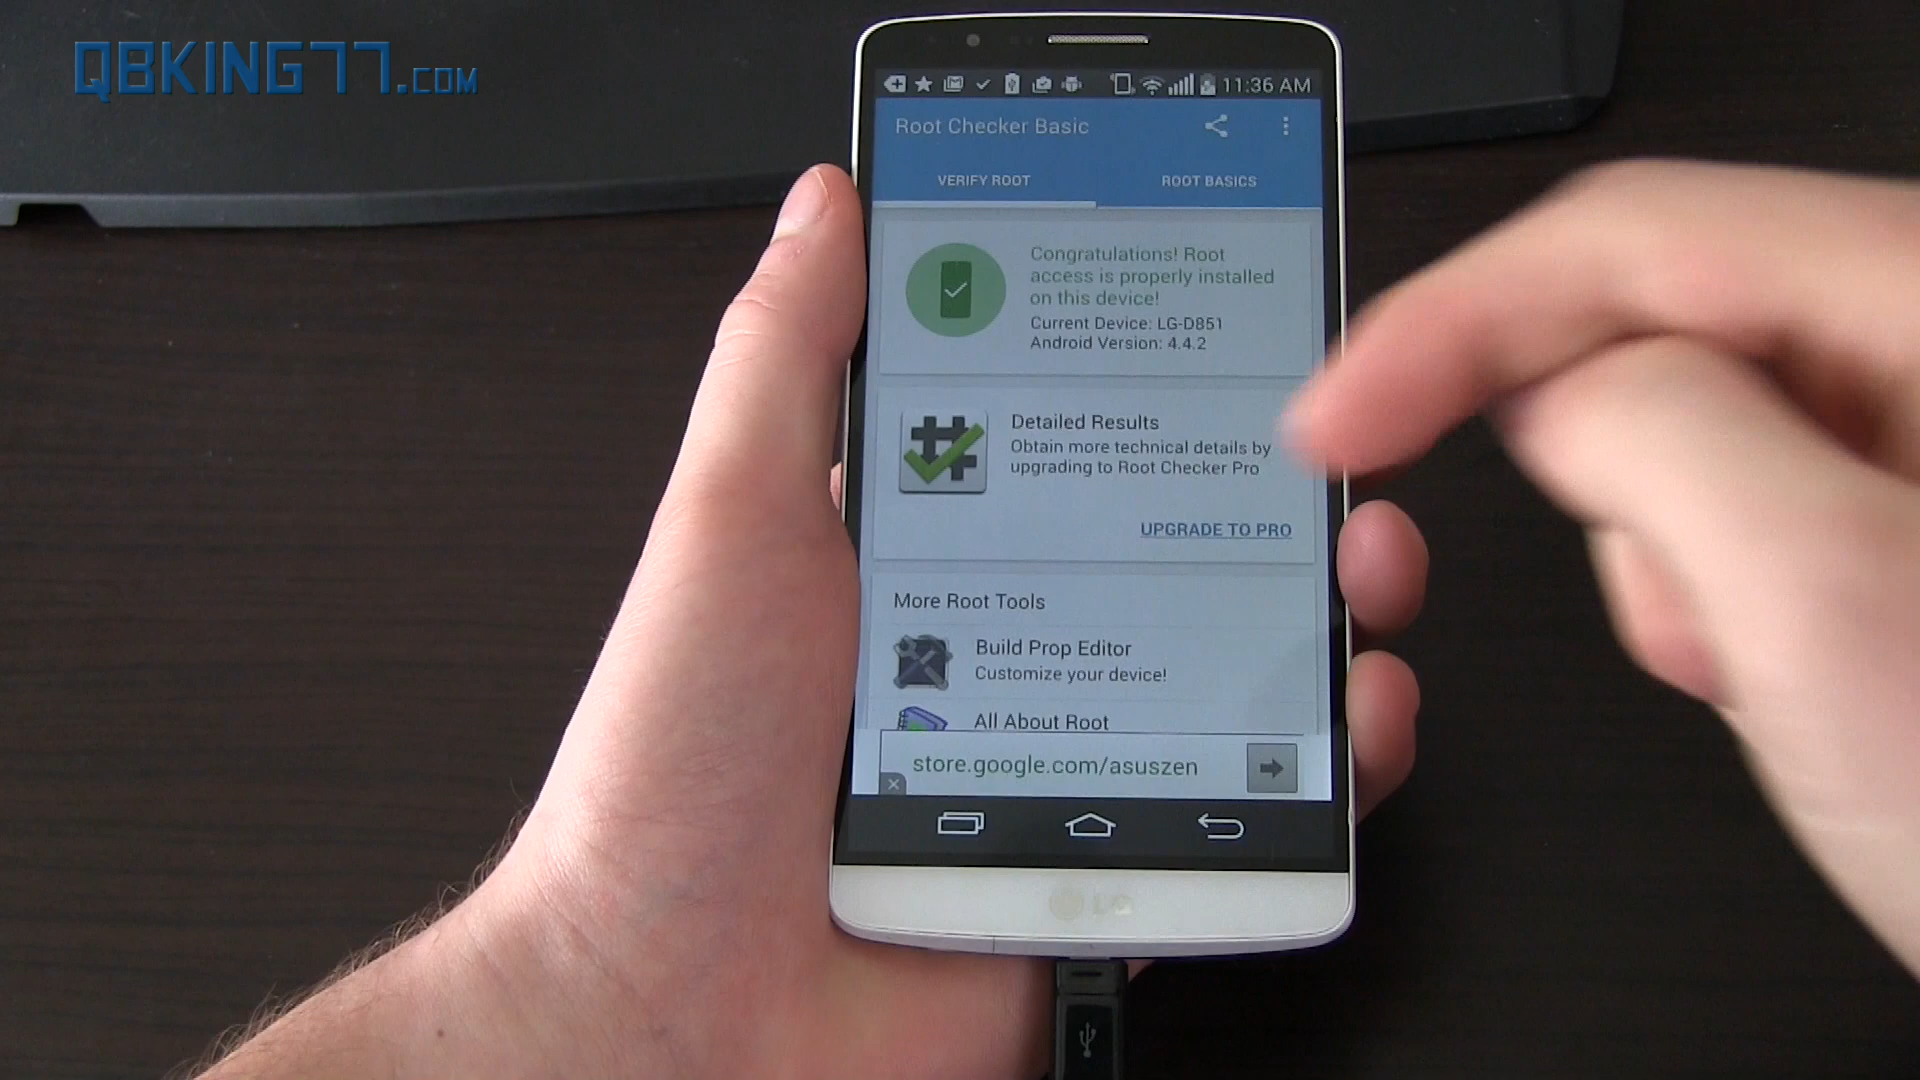 QBKING77.COM
11:36 AM
Root Checker Basic
VERIFY ROOT
ROOT BASICS
Congratulations! Root
access is properly installed
on this device!
Current Device: LG-D851
Android Version: 4.4.2
Detailed Results
Obtain more technical details by
upgrading to Root Checker Pro
UPGRADE TO PRO
More Root Tools
Build Prop Editor
Customize your device!
All About Root
store.google.com/asuszen
LG